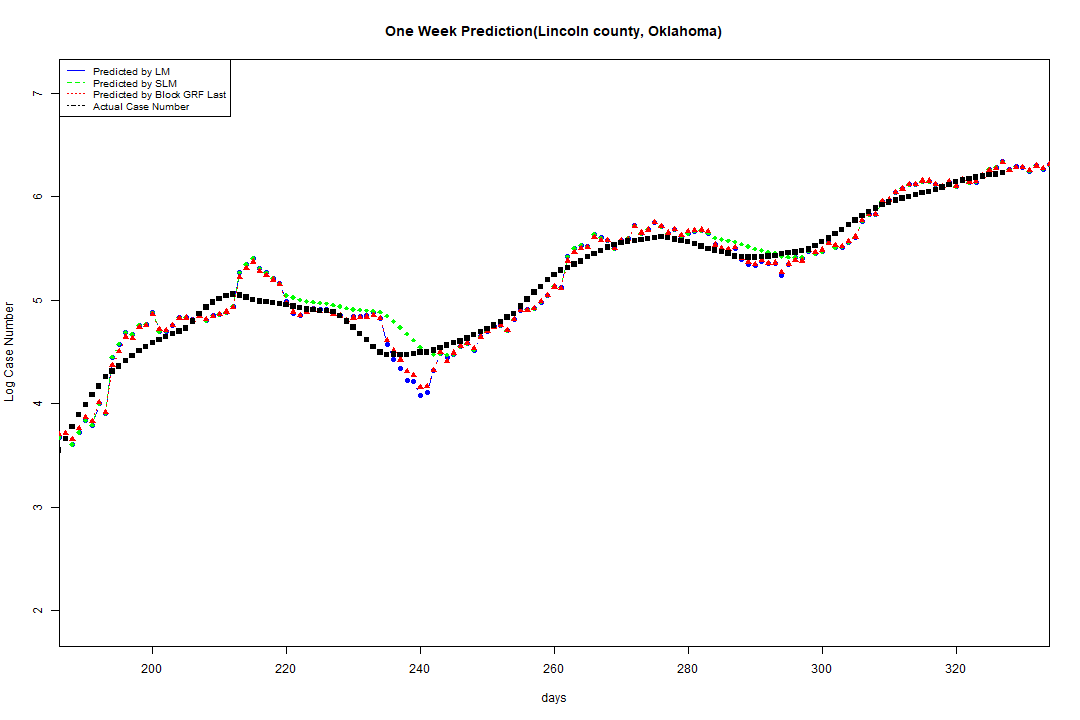 One Week Prediction(Lincoln county, Oklahoma)
Predicted by LM
Predicted by SLM
Predicted by Block GRF Last
Actual Case Number
7
6
5
4
3
2
Log Case Number
200 220 240 260 280 300 320
days